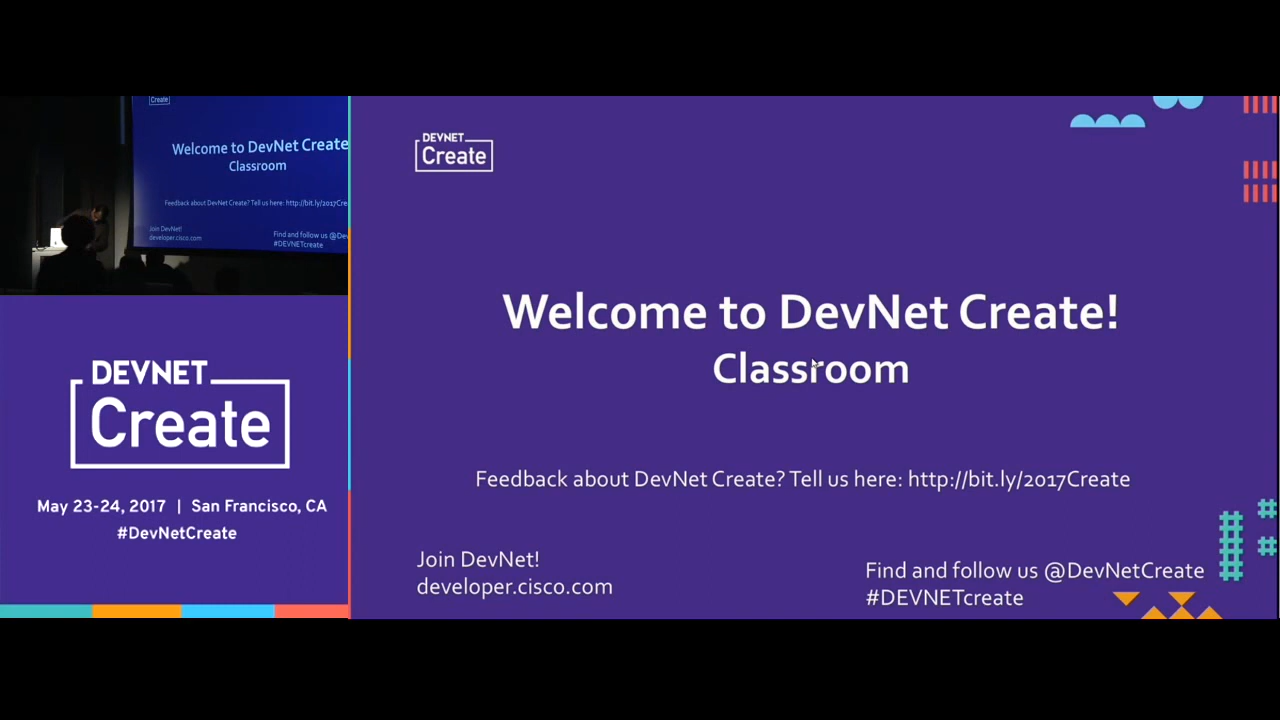 Create
Welcome to DevNet Create
Classroom
Feedback about DevNet Create? Tell us here: http://bit.ly/2017Cre
Join DevNet!
developer.cisco.com
Find and follow us @Dev
#DEVNETcreate
DEVNET
Create
May 23-24, 2017 | San Francisco, CA
#DevNetCreate
DEVNET
Create
Welcome to DevNet Create!
Classroom
Feedback about DevNet Create? Tell us here: http://bit.ly/2017Create
Join DevNet!
developer.cisco.com
Find and follow us @DevNetCreate
#DEVNETcreate